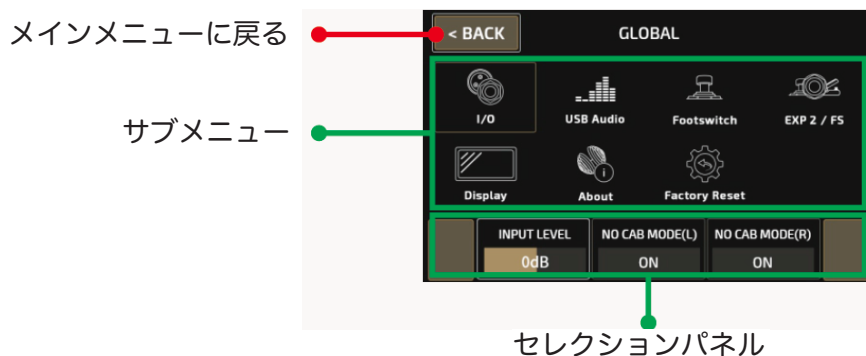 メインメニューに戻る
< BACK
GLOBAL
サブメニュー
I/O
USB Audio
Footswitch
EXP 2 / FS
Display
About
Factory Reset
INPUT LEVEL
NO CAB MODE(L)
NO CAB MODE(R)
0dB
ON
ON
セレクションパネル